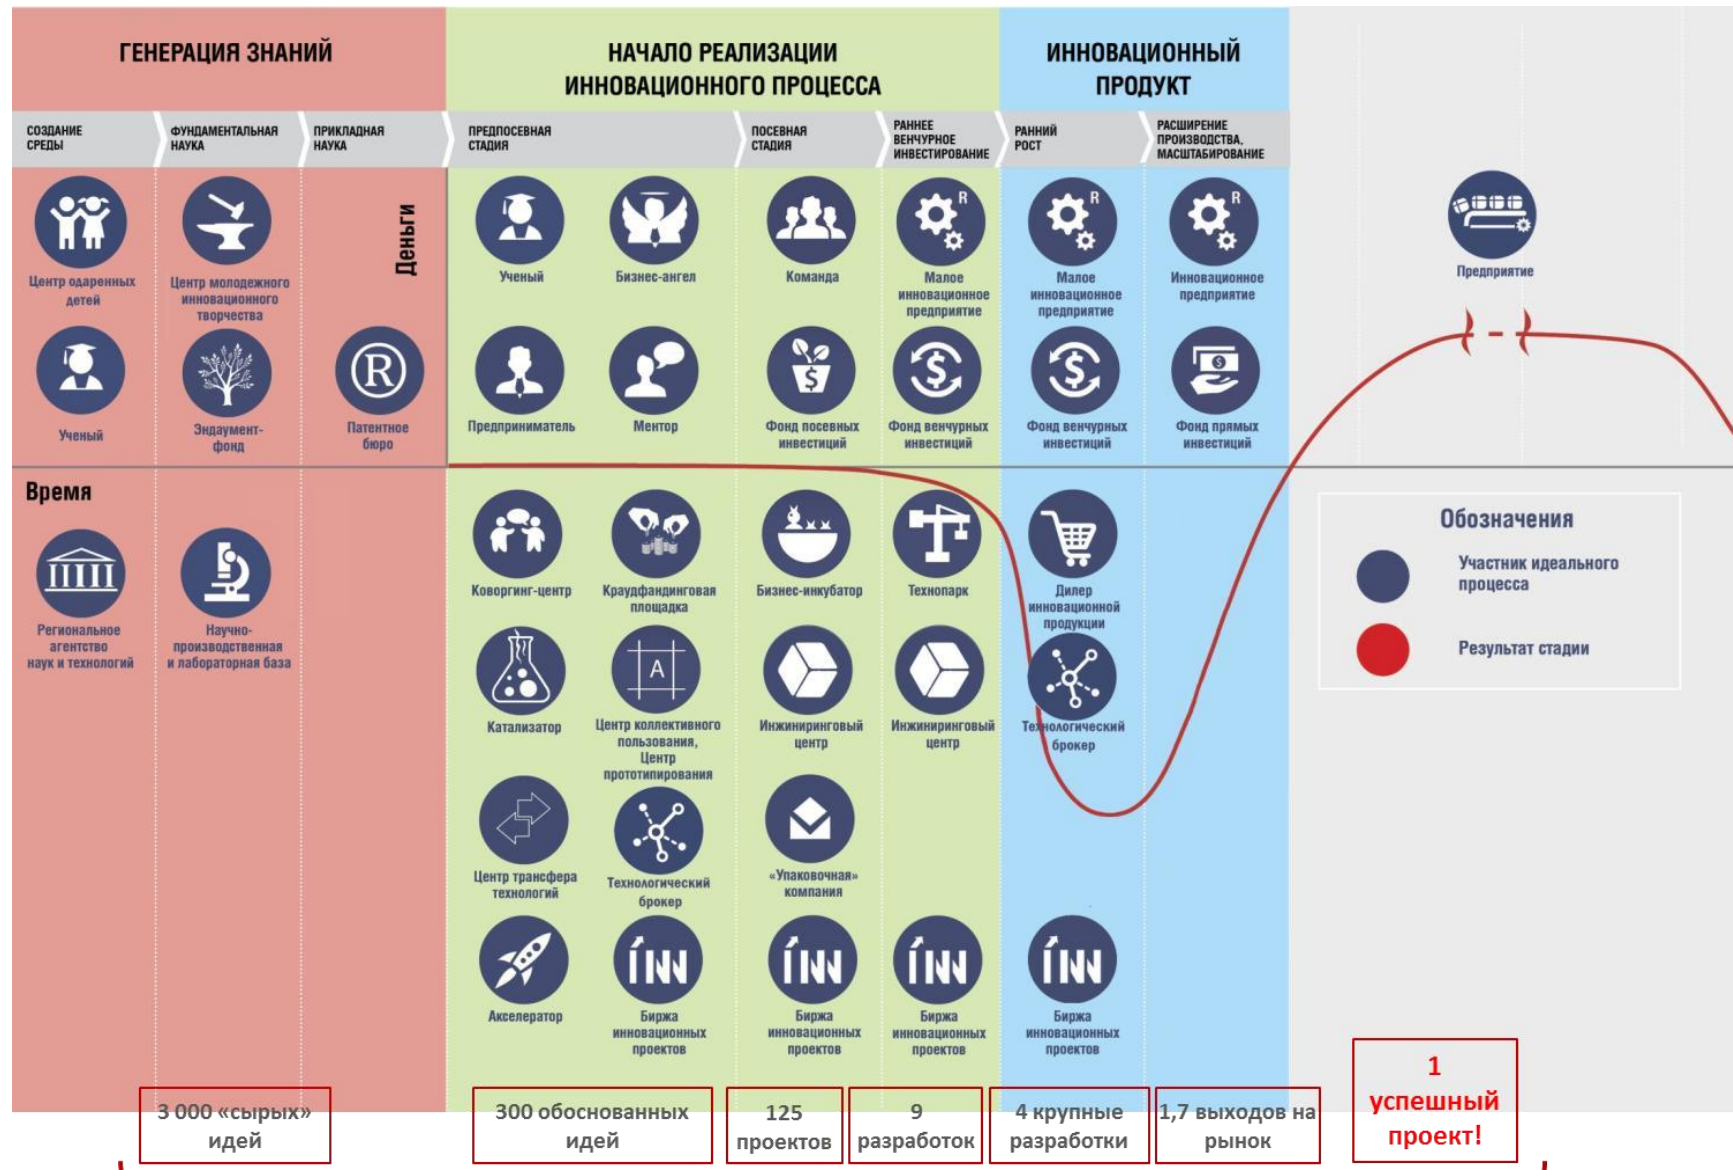 ГЕНЕРАЦИЯ ЗНАНИЙ
НАЧАЛО РЕАЛИЗАЦИИ
ИННОВАЦИОННОГО ПРОЦЕССА
ИННОВАЦИОННЫЙ
ПРОДУКТ
СОЗДАНИЕ
СРЕДЫ
ФУНДАМЕНТАЛЬНАЯ
НАУКА
ПРИКЛАДНАЯ
НАУКА
ПРЕДПОСЕВНАЯ
СТАДИЯ
ПОСЕВНАЯ
СТАДИЯ
РАННЕЕ
ВЕНЧУРНОЕ
ИНВЕСТИРОВАНИЕ
РАННИЙ
РОСТ
РАСШИРЕНИЕ
ПРОИЗВОДСТВА,
МАСШТАБИРОВАНИЕ
Деньги
R
R
R
Центр одаренных
детей
Центр молодежного
инновационного
творчества
Ученый
Бизнес-ангел
Команда
Малое
инновационное
предприятие
Малое
инновационное
предприятие
Инновационное
предприятие
Предприятие
R
$
$
$
$
Ученый
Эндаумент-
фонд
Патентное
бюро
Предприниматель
Ментор
Фонд посевных
инвестиций
Фонд венчурных
инвестиций
Фонд венчурных
инвестиций
Фонд прямых
инвестиций
Время
Региональное
агентство
наук и технологий
Научно-
производственная
и лабораторная база
Коворгинг-центр
Краудфандинговая
площадка
Бизнес-инкубатор
Технопарк
Дилер
инновационной
продукции
Обозначения
Участник идеального
процесса
Результат стадии
A
Катализатор
Центр коллективного
пользования,
Центр
прототипирования
Инжиниринговый
центр
Инжиниринговый
центр
Технологический
брокер
Центр трансфера
технологий
Технологический
брокер
«Упаковочная»
компания
INN
INN
INN
INN
Акселератор
Биржа
инновационных
проектов
Биржа
инновационных
проектов
Биржа
инновационных
проектов
Биржа
инновационных
проектов
3 000 «сырых»
идей
300 обоснованных
идей
125
проектов
9
разработок
4 крупные
разработки
1,7 выходов на
рынок
1
успешный
проект!